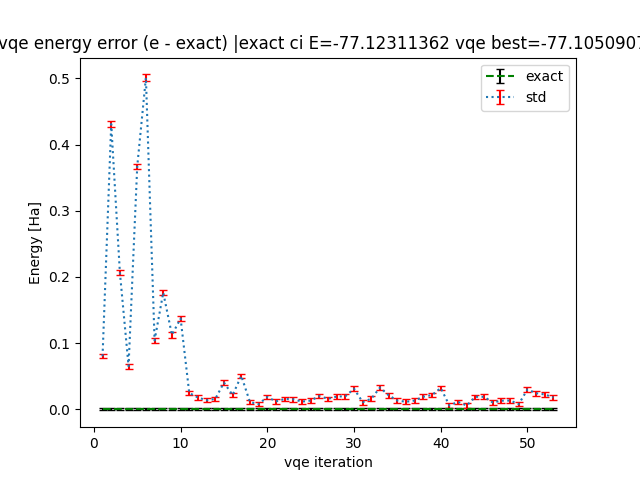 vqe energy error (e - exact) |exact ci E=-77.12311362 vqe best=-77.1050907
exact
std
Energy [Ha]
0.5
0.4
0.3
0.2
0.1
0.0
0 10 20 30 40 50
vqe iteration